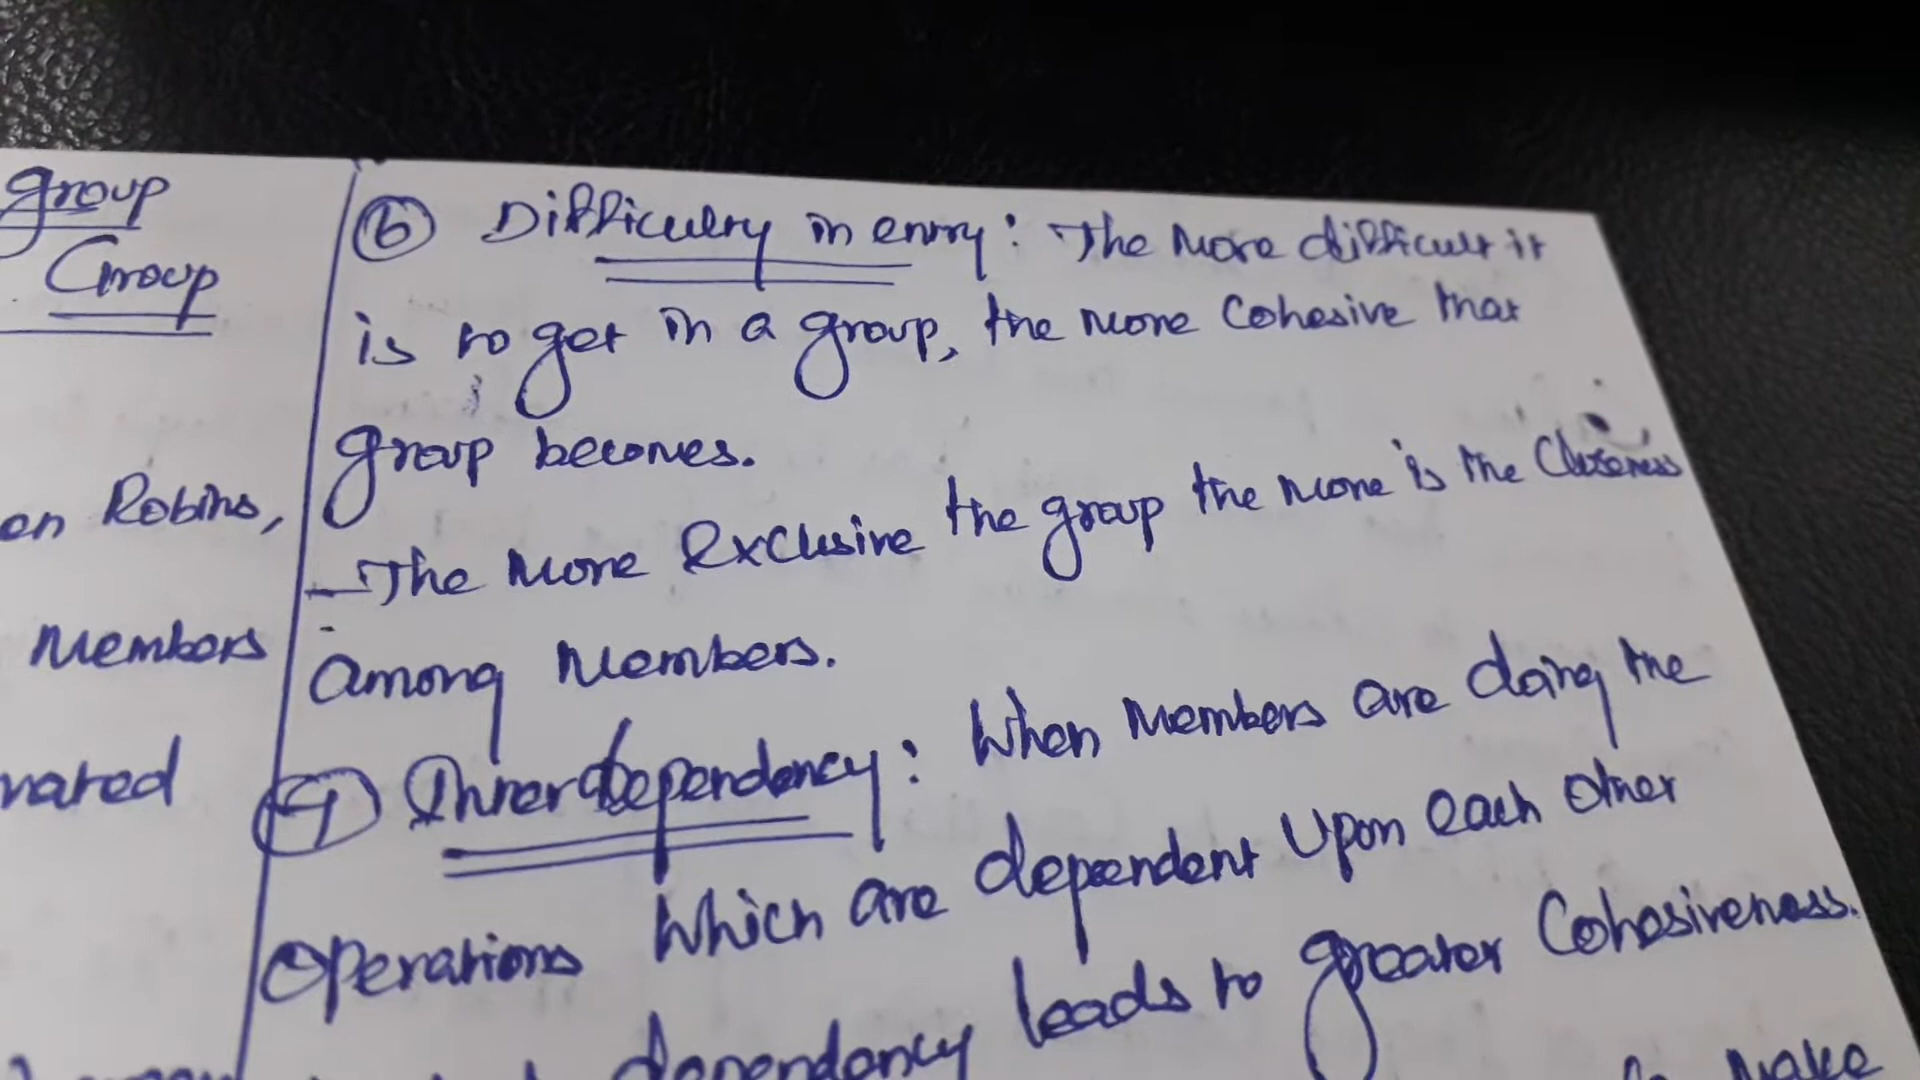 group
Group
en Robins,
Members
⑥ Difficulty in entry: The More difficult it
is to get in a group, the more Cohesive that
group becomes.
- The More Exclusive the group the more is the Closeness
among Members.
⑦ Interdependency: When Members are doing the
Operations which are dependent Upon each other
dependency leads to greater Cohesiveness.
Make